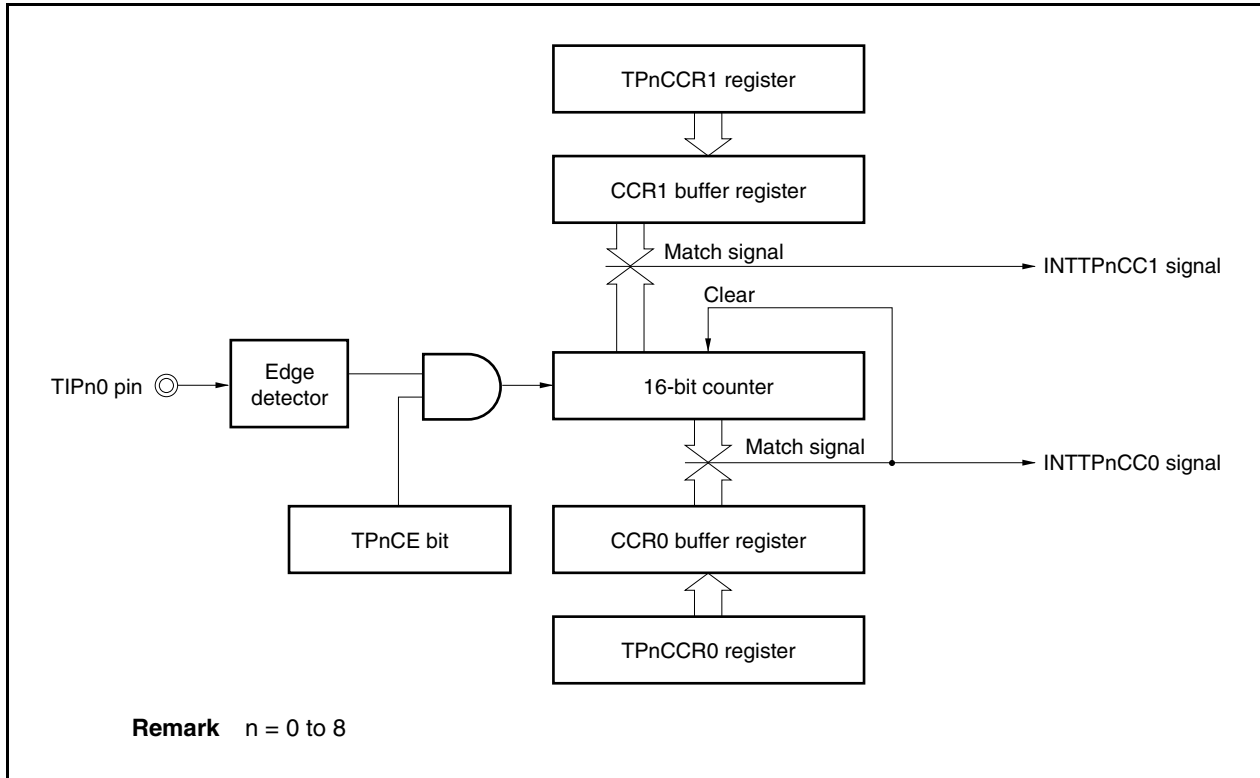 TPnCCR1 register
CCR1 buffer register
Match signal
INTTPnCC1 signal
Clear
TIPn0 pin
Edge
detector
16-bit counter
Match signal
INTTPnCC0 signal
TPnCE bit
CCR0 buffer register
TPnCCR0 register
Remark n = 0 to 8